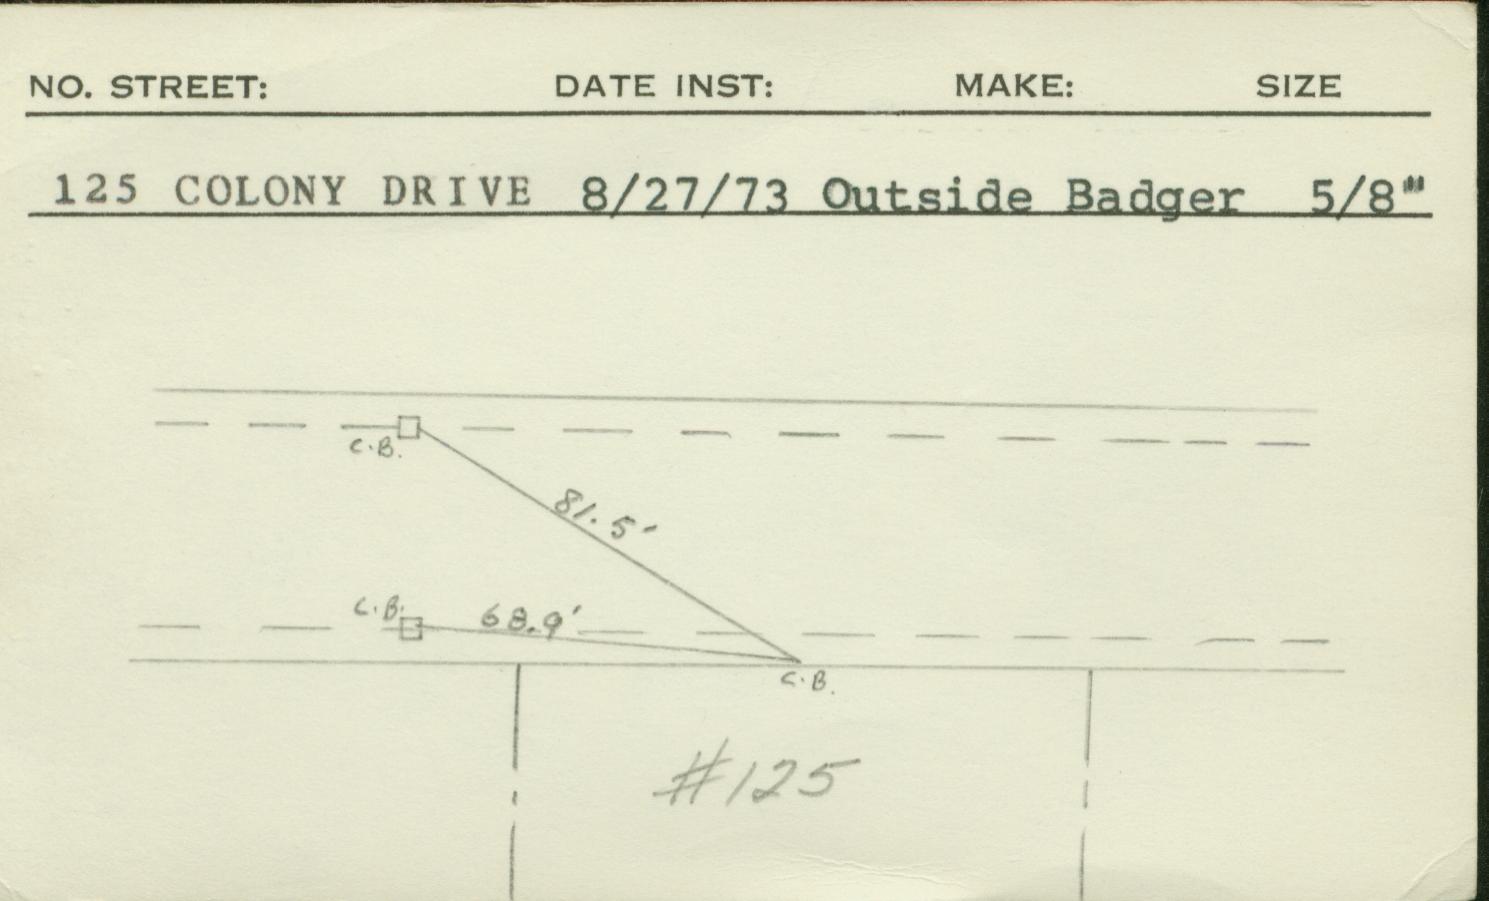 NO. STREET: DATE INST: MAKE: SIZE
125 COLONY DRIVE 8/27/73 Outside Badger 5/8"
C.B.
81.5'
C.B. 68.9'
C.B.
#125